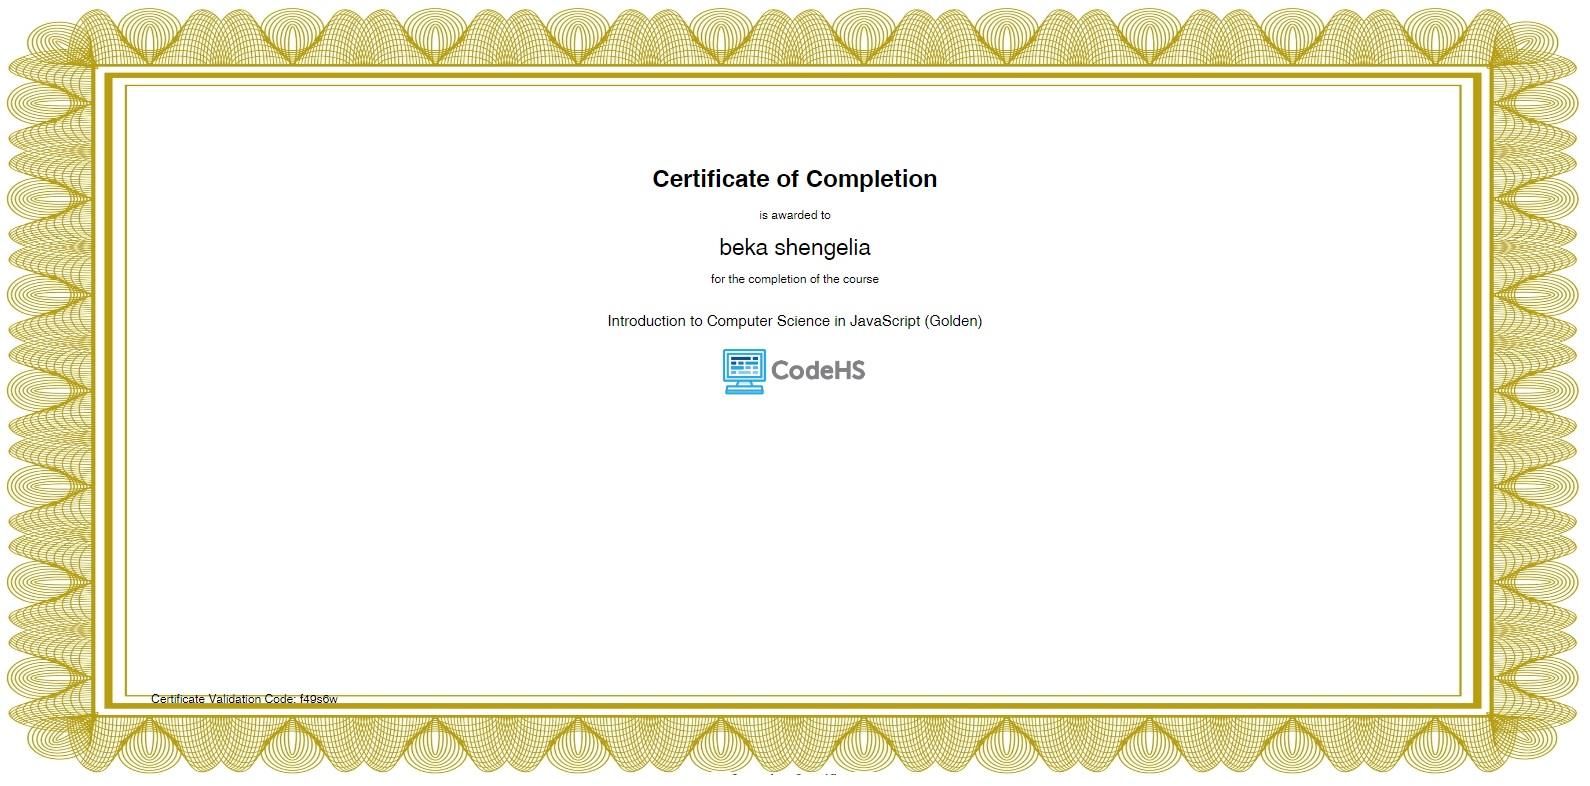 Certificate of Completion
is awarded to
beka shengelia
for the completion of the course
Introduction to Computer Science in JavaScript (Golden)
CodeHS
Certificate Validation Code: f49s6w